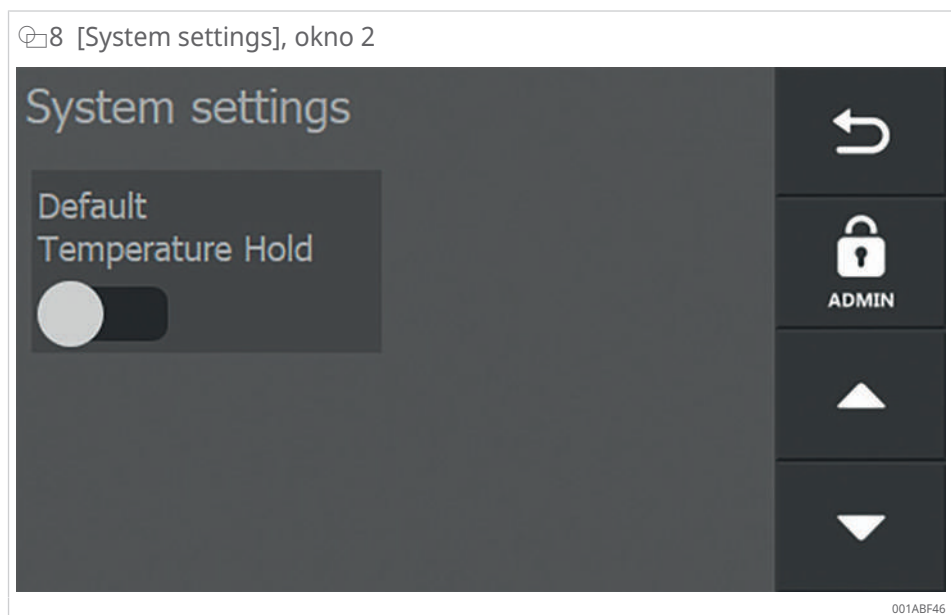 8 [System settings], okno 2
System settings
Default
Temperature Hold
ADMIN
001ABF46